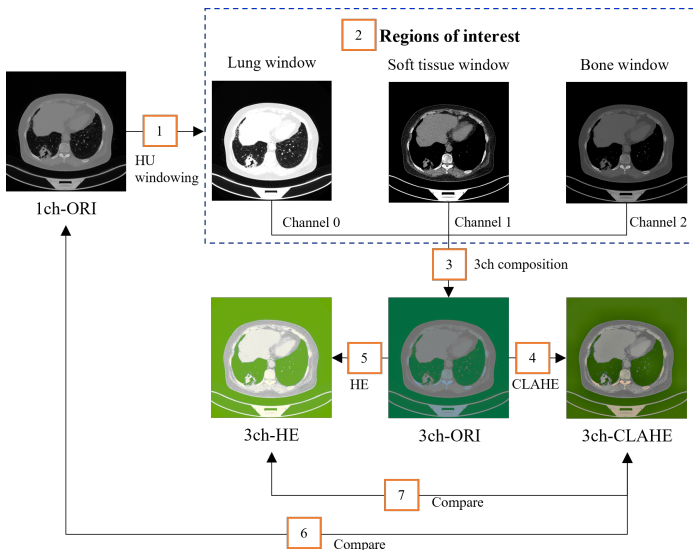 2 Regions of interest
Lung window
Soft tissue window
Bone window
1
HU
windowing
1ch-ORI
Channel 0
Channel 1
Channel 2
3 3ch composition
5
HE
4
CLAHE
3ch-HE
3ch-ORI
3ch-CLAHE
7
Compare
6
Compare